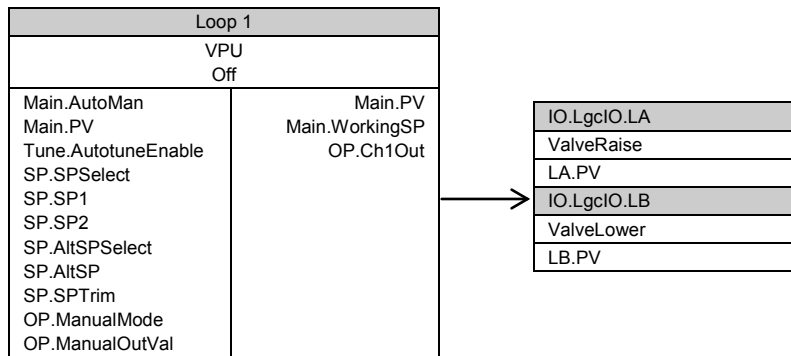 Loop 1
VPU
Off
Main.AutoMan
Main.PV
Tune.AutotuneEnable
SP.SPSelect
SP.SP1
SP.SP2
SP.AltSPSelect
SP.AltSP
SP.SPTrim
OP.ManualMode
OP.ManualOutVal
Main.PV
Main.WorkingSP
OP.Ch1Out
IO.LgcIO.LA
ValveRaise
LA.PV
IO.LgcIO.LB
ValveLower
LB.PV